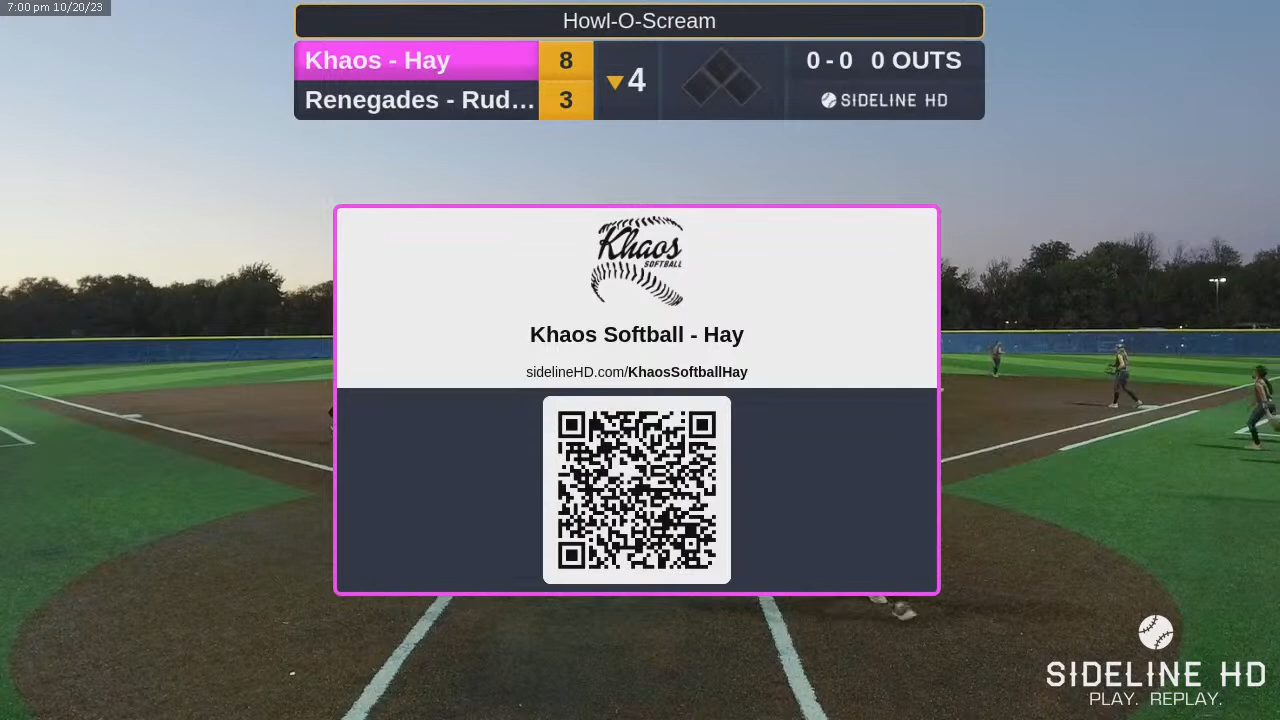 7:00 pm 10/20/23
Howl-O-Scream
Khaos - Hay 8
Renegades - Rud... 3
4
0 - 0 0 OUTS
SIDELINE HD
Khaos
SOFTBALL
Khaos Softball - Hay
sidelineHD.com/KhaosSoftballHay
SIDELINE HD
PLAY. REPLAY.